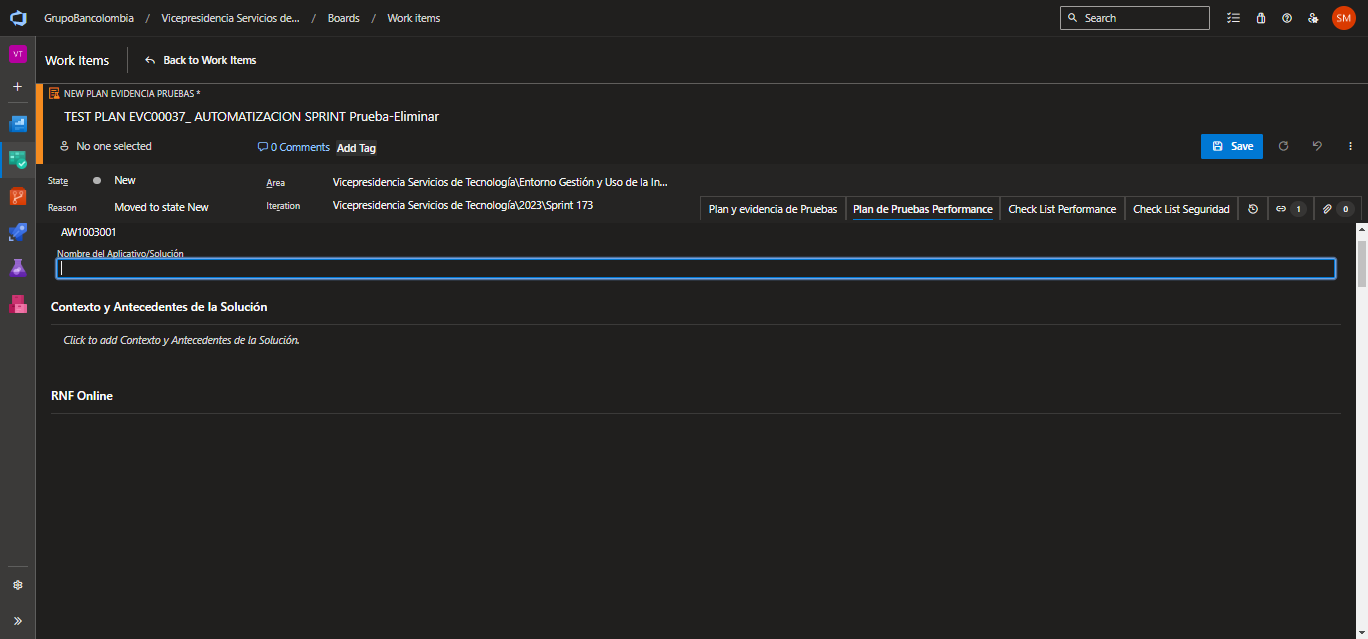 GrupoBancolombia / Vicepresidencia Servicios de... / Boards / Work items
Search
SM
VT
Work Items
Back to Work Items
NEW PLAN EVIDENCIA PRUEBAS *
TEST PLAN EVC00037_ AUTOMATIZACION SPRINT Prueba-Eliminar
No one selected
0 Comments
Add Tag
Save
State
New
Area
Vicepresidencia Servicios de Tecnología\Entorno Gestión y Uso de la In...
Reason
Moved to state New
Iteration
Vicepresidencia Servicios de Tecnología\2023\Sprint 173
Plan y evidencia de Pruebas
Plan de Pruebas Performance
Check List Performance
Check List Seguridad
1
0
AW1003001
Nombre del Aplicativo/Solución
Contexto y Antecedentes de la Solución
Click to add Contexto y Antecedentes de la Solución.
RNF Online